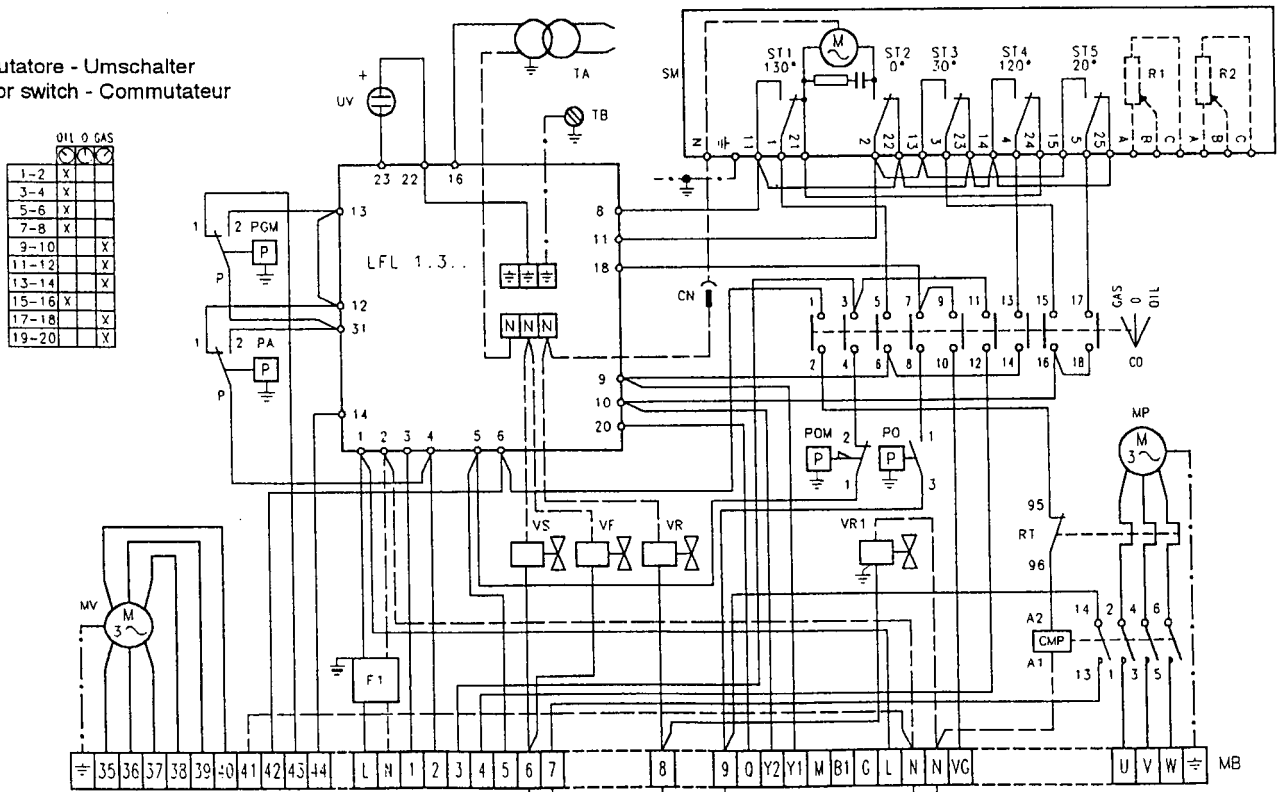 utatore - Umschalter
or switch - Commutateur
OIL 0 GAS
1-2 X
3-4 X
5-6 X
7-8 X
9-10 X
11-12 X
13-14 X
15-16 X
17-18 X
19-20 X
TA
+
UV
TB
23 22 16
SM
M
ST1
130°
ST2
0°
ST3
30°
ST4
120°
ST5
20°
R1
R2
N 11 1 21 2 22 13 3 23 14 4 24 15 5 25 A B C A B C
1 2 PGM
P
P
13
LFL 1.3..
12
31
1 2 PA
P
P
14
8
11
18
N N N
CN
9
10
20
1 2 3 4 5 6
1 3 5 7 9 11 13 15 17
2 4 6 8 10 12 14 16 18
GAS
0
OIL
CO
POM
P
2
1
PO
P
1
3
MP
M
3~
95
RT
96
VS VF VR VR1
MV
M
3~
F1
A2
CMP
A1
14 2 4 6
13 1 3 5
35 36 37 38 39 40 41 42 43 44 L N 1 2 3 4 5 6 7 8 9 Q Y2 Y1 M B1 G L N N VG U V W MB